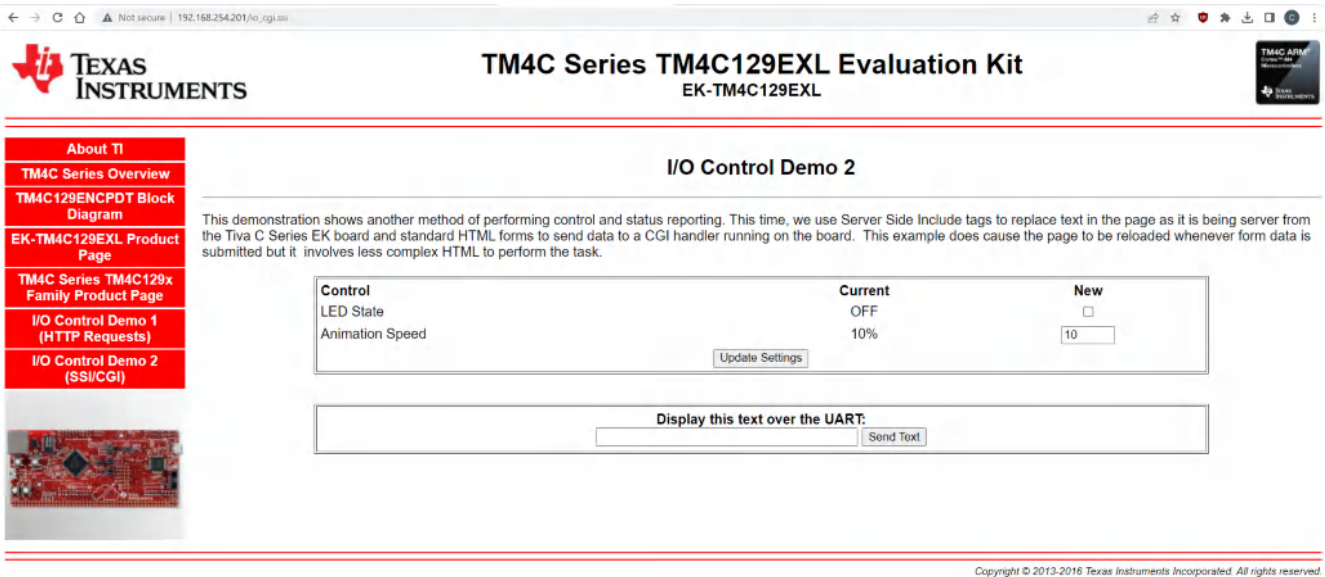 Not secure | 192.168.254.201/io_cgi.ssi
TEXAS
INSTRUMENTS
TM4C Series TM4C129EXL Evaluation Kit
EK-TM4C129EXL
TM4C ARM®
Cortex™-M4
Microcontrollers
TEXAS
INSTRUMENTS
About TI
TM4C Series Overview
TM4C129ENCPDT Block
Diagram
EK-TM4C129EXL Product
Page
TM4C Series TM4C129x
Family Product Page
I/O Control Demo 1
(HTTP Requests)
I/O Control Demo 2
(SSI/CGI)
I/O Control Demo 2
This demonstration shows another method of performing control and status reporting. This time, we use Server Side Include tags to replace text in the page as it is being server from
the Tiva C Series EK board and standard HTML forms to send data to a CGI handler running on the board. This example does cause the page to be reloaded whenever form data is
submitted but it involves less complex HTML to perform the task.
Control Current New
LED State OFF
Animation Speed 10% 10
Update Settings
Display this text over the UART:
Send Text
Copyright © 2013-2016 Texas Instruments Incorporated. All rights reserved.